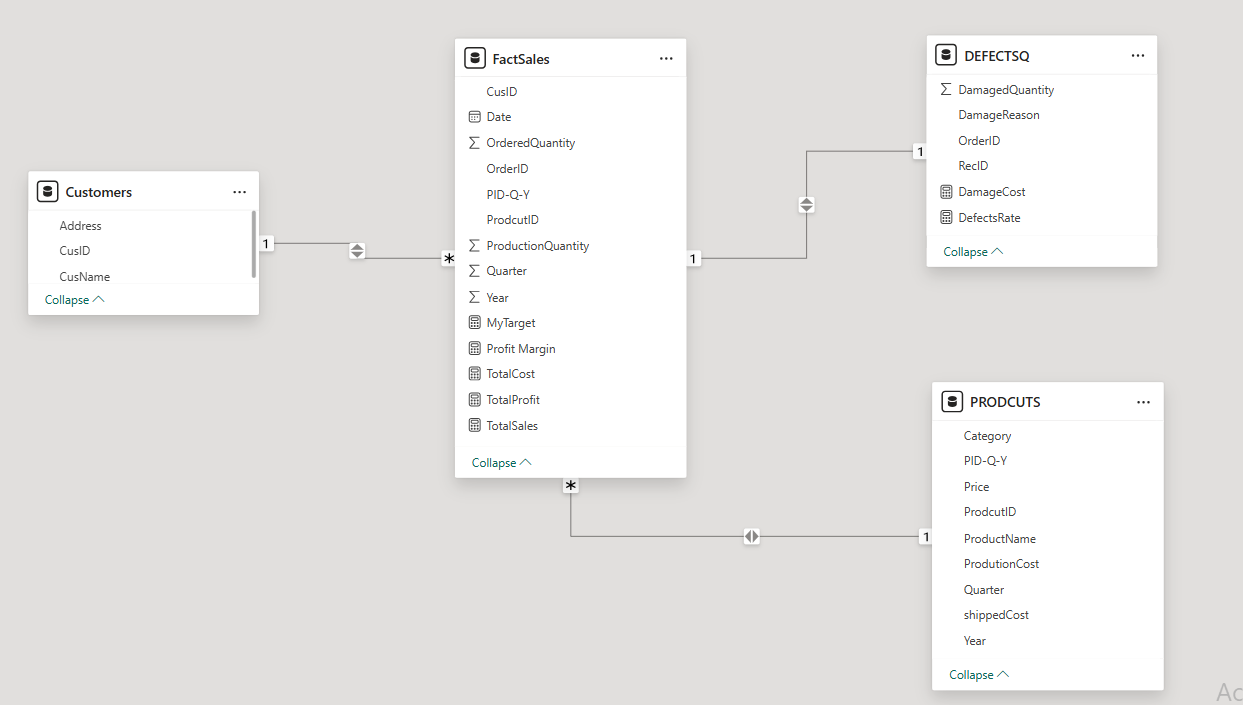 Customers
Address
CusID
CusName
Collapse
1
*
FactSales
CusID
Date
OrderedQuantity
OrderID
PID-Q-Y
ProdcutID
ProductionQuantity
Quarter
Year
MyTarget
Profit Margin
TotalCost
TotalProfit
TotalSales
Collapse
1
1
*
1
DEFECTSQ
DamagedQuantity
DamageReason
OrderID
RecID
DamageCost
DefectsRate
Collapse
PRODCUTS
Category
PID-Q-Y
Price
ProdcutID
ProductName
ProdutionCost
Quarter
shippedCost
Year
Collapse
Ac